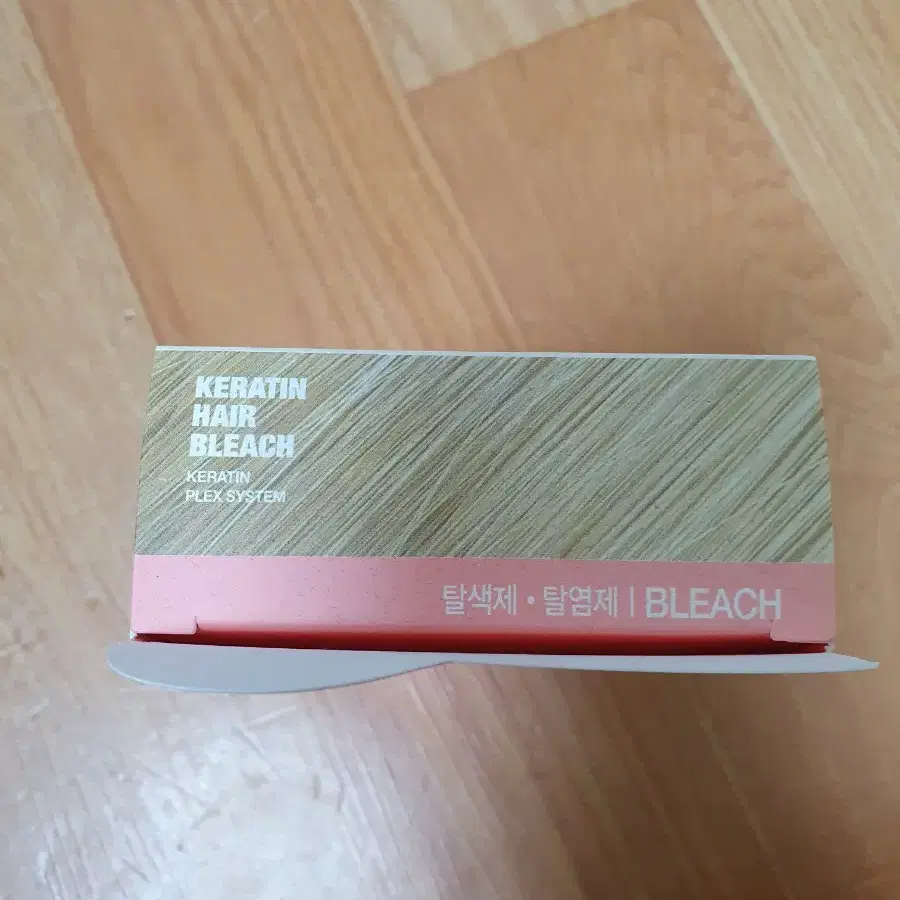 KERATIN
HAIR
BLEACH
KERATIN
PLEX SYSTEM
탈색제 · 탈염제 | BLEACH